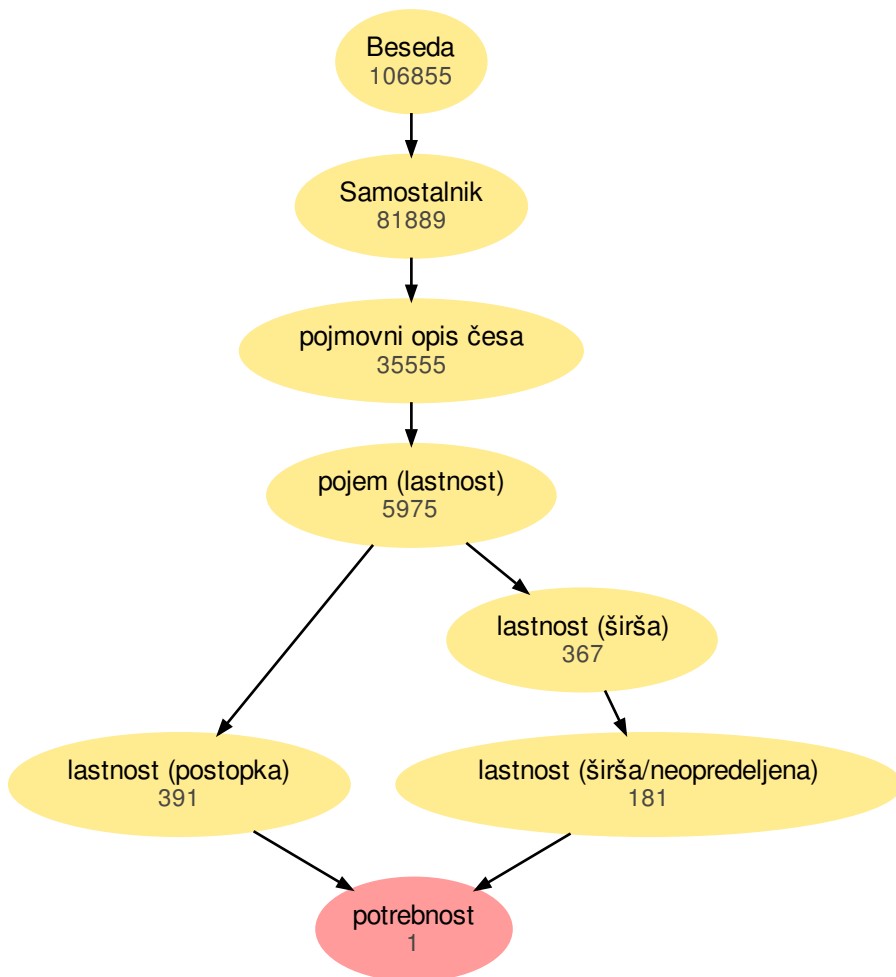 Beseda
106855
Samostalnik
81889
pojmovni opis česa
35555
pojem (lastnost)
5975
lastnost (širša)
367
lastnost (postopka)
391
lastnost (širša/neopredeljena)
181
potrebnost
1